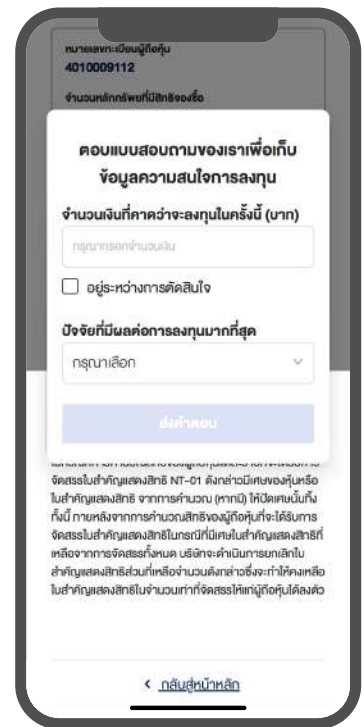 หมายเลขทะเบียนผู้ถือหุ้น
4010009112
จำนวนหลักทรัพย์ที่มีสิทธิจองซื้อ
ตอบแบบสอบถามของเราเพื่อเก็บ
ข้อมูลความสนใจการลงทุน
จำนวนเงินที่คาดว่าจะลงทุนในครั้งนี้ (บาท)
กรุณากรอกจำนวนเงิน
อยู่ระหว่างการตัดสินใจ
ปัจจัยที่มีผลต่อการลงทุนมากที่สุด
กรุณาเลือก
ส่งคำตอบ
จัดสรรใบสำคัญแสดงสิทธิ NT-01 ดังกล่าวมีเศษของหุ้นหรือ
ใบสำคัญแสดงสิทธิ จากการคำนวณ (หากมี) ให้ปัดเศษนั้นทิ้ง
ทั้งนี้ ภายหลังจากการคำนวณสิทธิของผู้ถือหุ้นที่จะได้รับการ
จัดสรรใบสำคัญแสดงสิทธิในกรณีที่มีเศษใบสำคัญแสดงสิทธิที่
เหลือจากการจัดสรรทั้งหมด บริษัทจะดำเนินการยกเลิกใบ
สำคัญแสดงสิทธิส่วนที่เหลือจำนวนดังกล่าวซึ่งจะทำให้คงเหลือ
ใบสำคัญแสดงสิทธิในจำนวนเท่าที่จัดสรรให้แก่ผู้ถือหุ้นได้ลงตัว
< กลับสู่หน้าหลัก